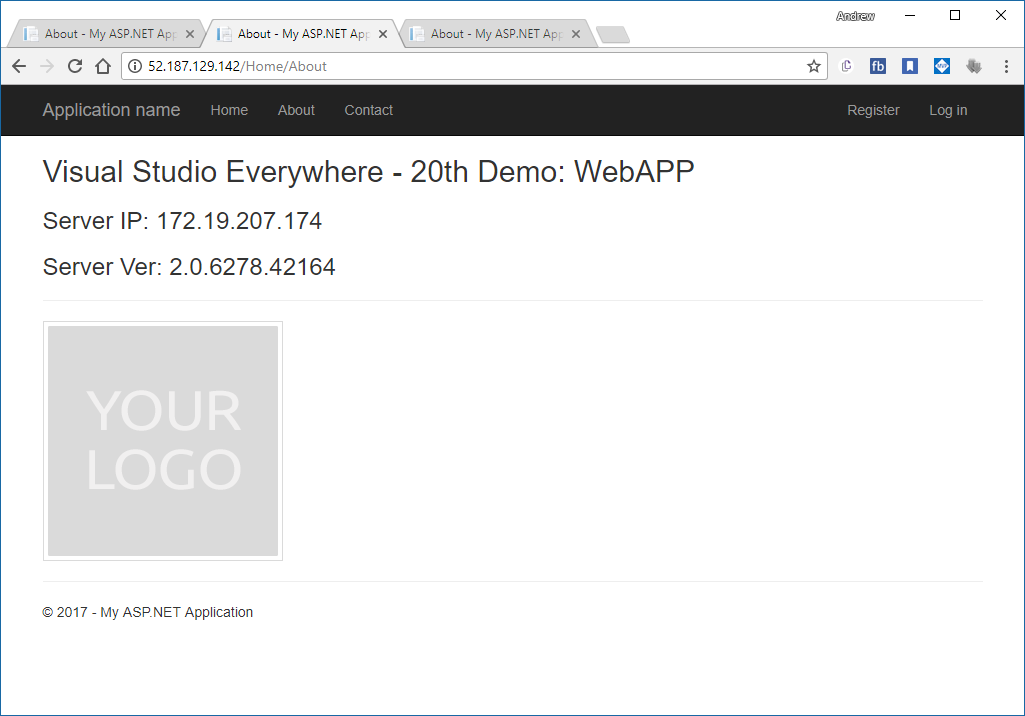 Andrew
About - My ASP.NET App
About - My ASP.NET App
About - My ASP.NET App
52.187.129.142/Home/About
fb
Application name Home About Contact Register Log in
Visual Studio Everywhere - 20th Demo: WebAPP
Server IP: 172.19.207.174
Server Ver: 2.0.6278.42164
YOUR
LOGO
© 2017 - My ASP.NET Application